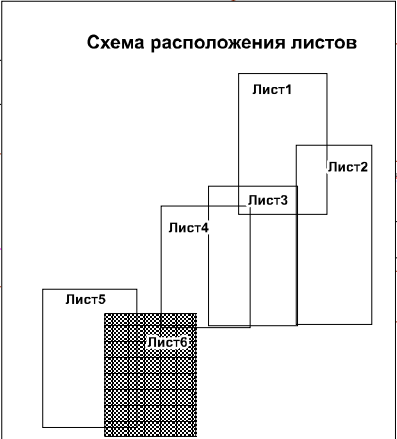 Схема расположения листов
Лист1
Лист2
Лист3
Лист4
Лист5
Лист6